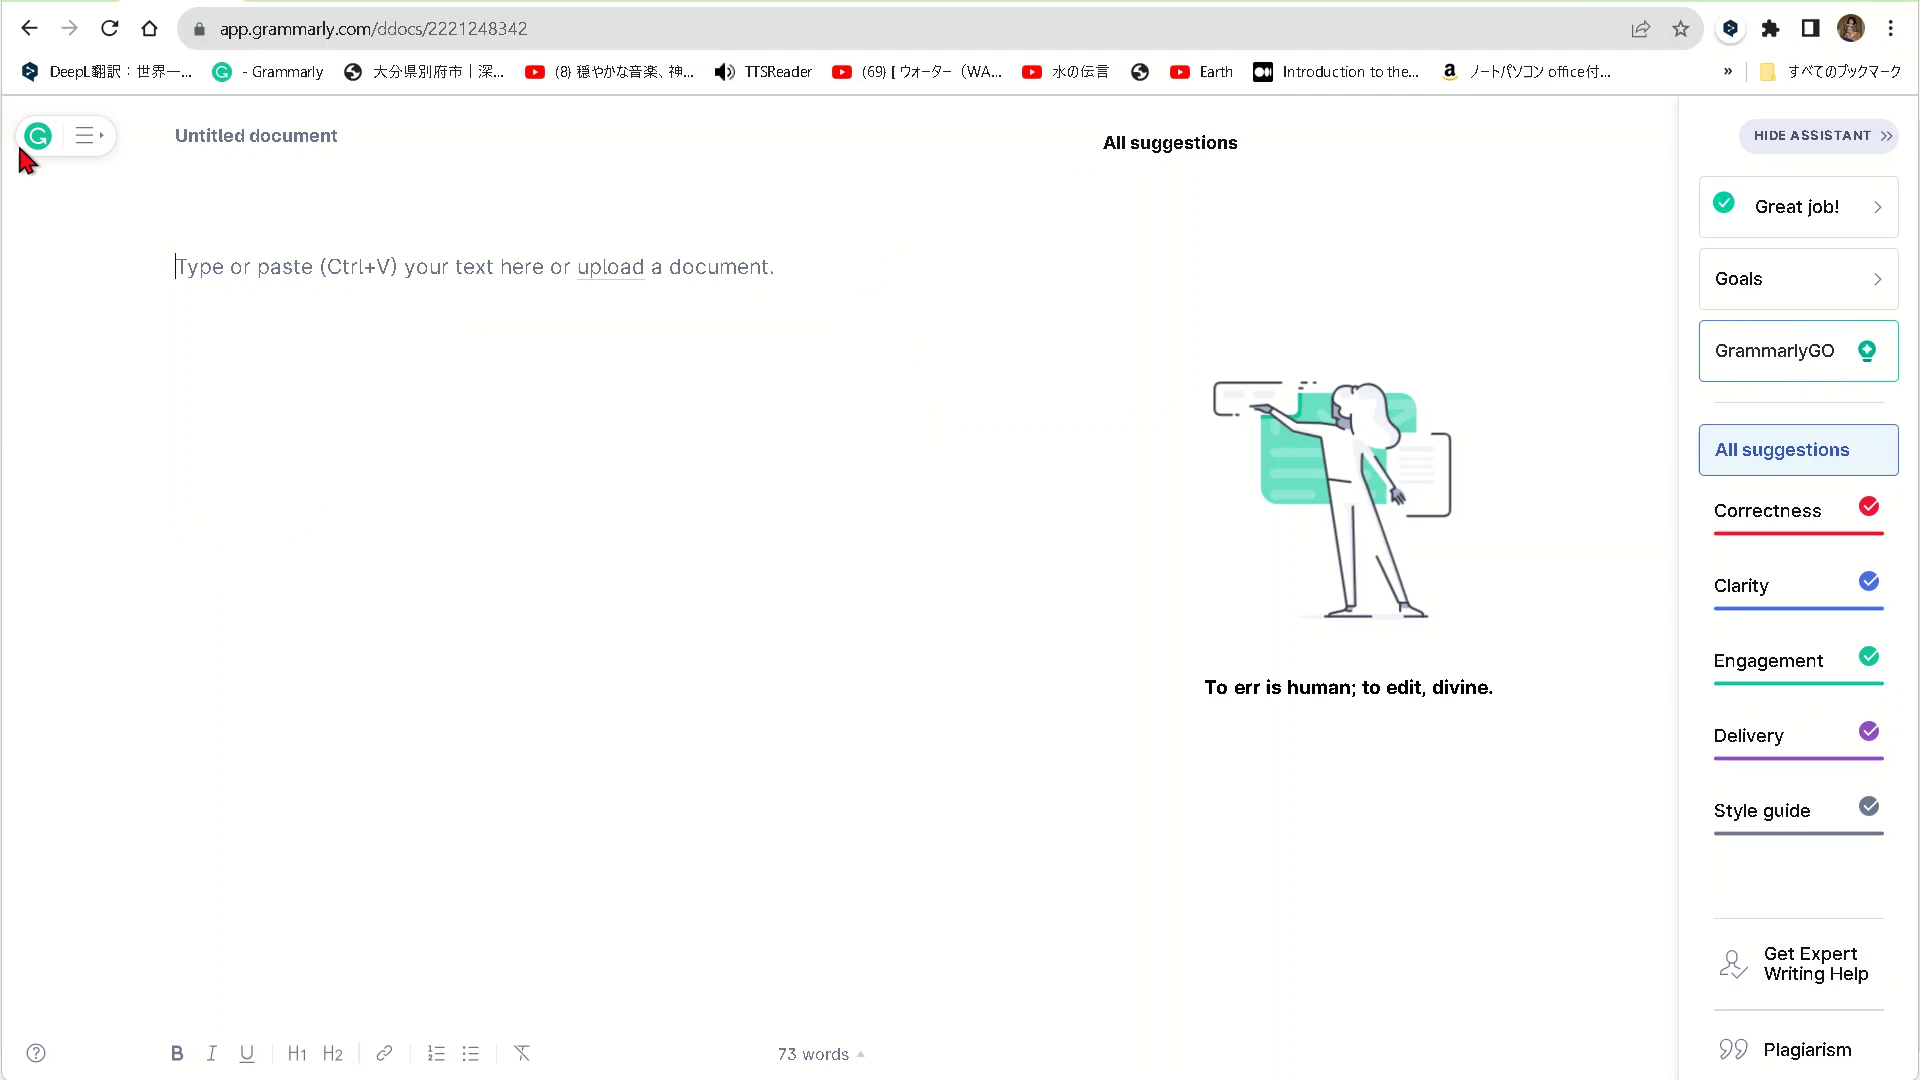 app.grammarly.com/ddocs/2221248342
DeepL翻訳：世界一...
- Grammarly
大分県別府市｜深...
(8) 穏やかな音楽、神...
TTSReader
(69) [ ウォーター（WA...
水の伝言
Earth
Introduction to the...
ノートパソコン office付...
»
すべてのブックマーク
Untitled document
All suggestions
HIDE ASSISTANT
Type or paste (Ctrl+V) your text here or upload a document.
To err is human; to edit, divine.
Great job!
Goals
GrammarlyGO
All suggestions
Correctness
Clarity
Engagement
Delivery
Style guide
Get Expert
Writing Help
Plagiarism
B I U H1 H2
73 words